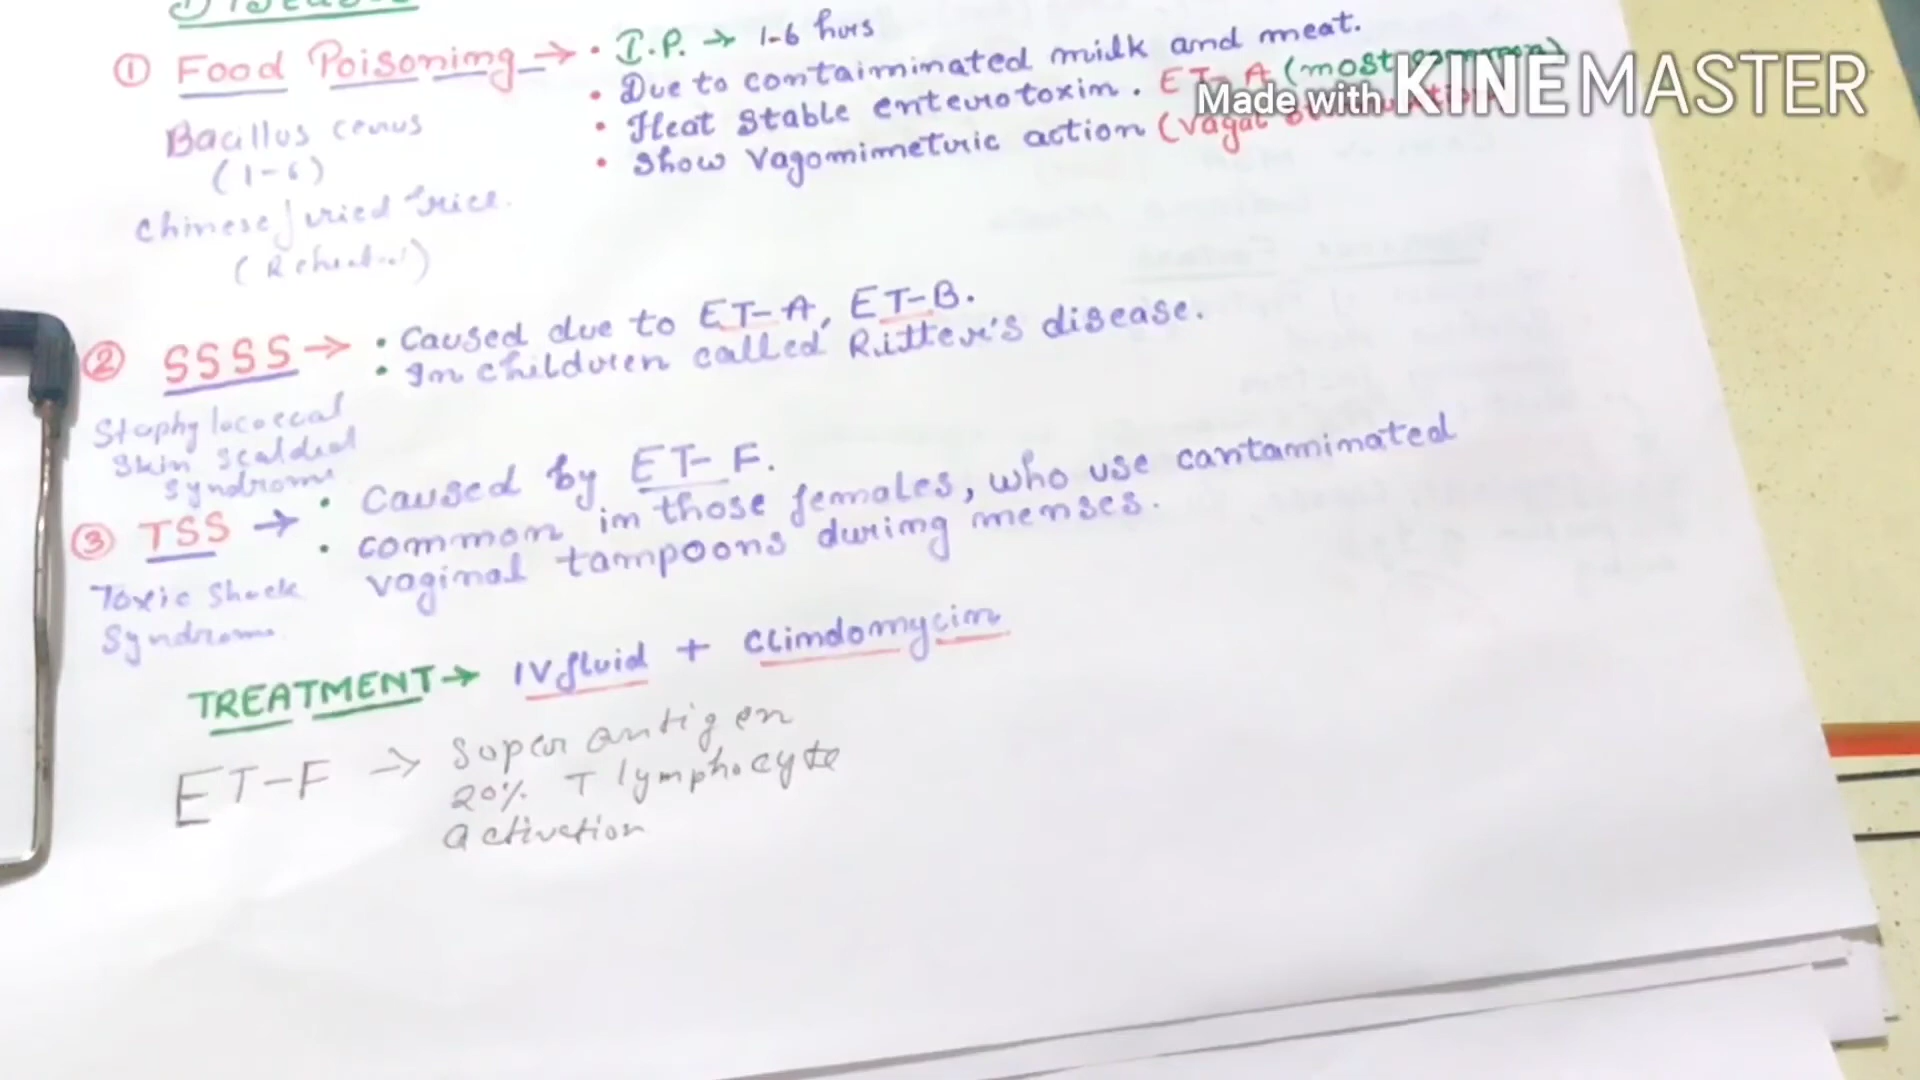 ① Food Poisoning → • I.P. → 1-6 hrs
• Due to contaminated milk and meat.
• Heat stable enterotoxin. ET-A (most common)
• Show Vagomimetric action (Vagal
Bacillus cereus
(1-6)
Chinese fried rice.
Made with KINEMASTER
② SSSS → • Caused due to ET-A, ET-B.
• In children called Ritter's disease.
Staphylococcal
Skin Scalded
Syndrome
③ TSS → • Caused by ET-F.
• common in those females, who use cantaminated
vaginal tampoons during menses.
Toxic Shock
Syndrome
TREATMENT → IV fluid + Clindomycin
ET-F → Super antigen
20% T lymphocyte
activation